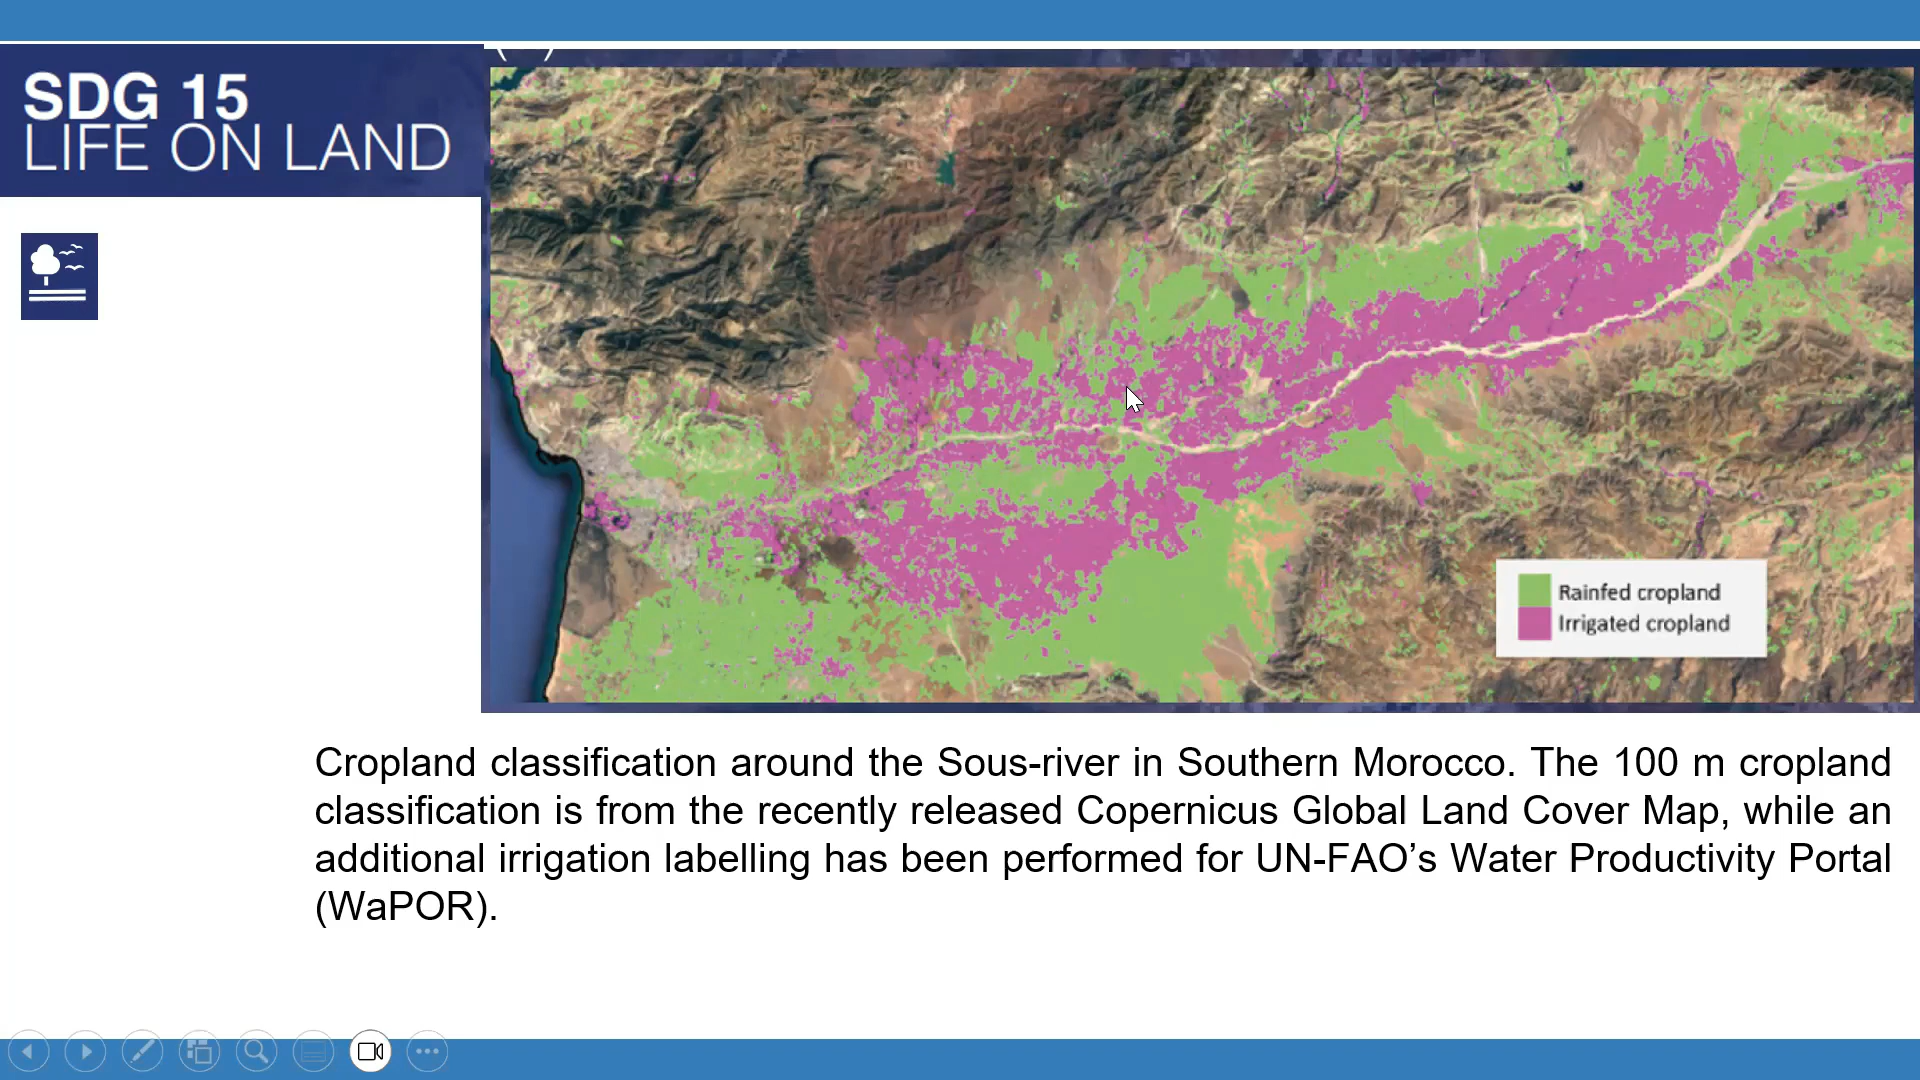 SDG 15
LIFE ON LAND
Rainfed cropland
Irrigated cropland
Cropland classification around the Sous-river in Southern Morocco. The 100 m cropland
classification is from the recently released Copernicus Global Land Cover Map, while an
additional irrigation labelling has been performed for UN-FAO’s Water Productivity Portal
(WaPOR).